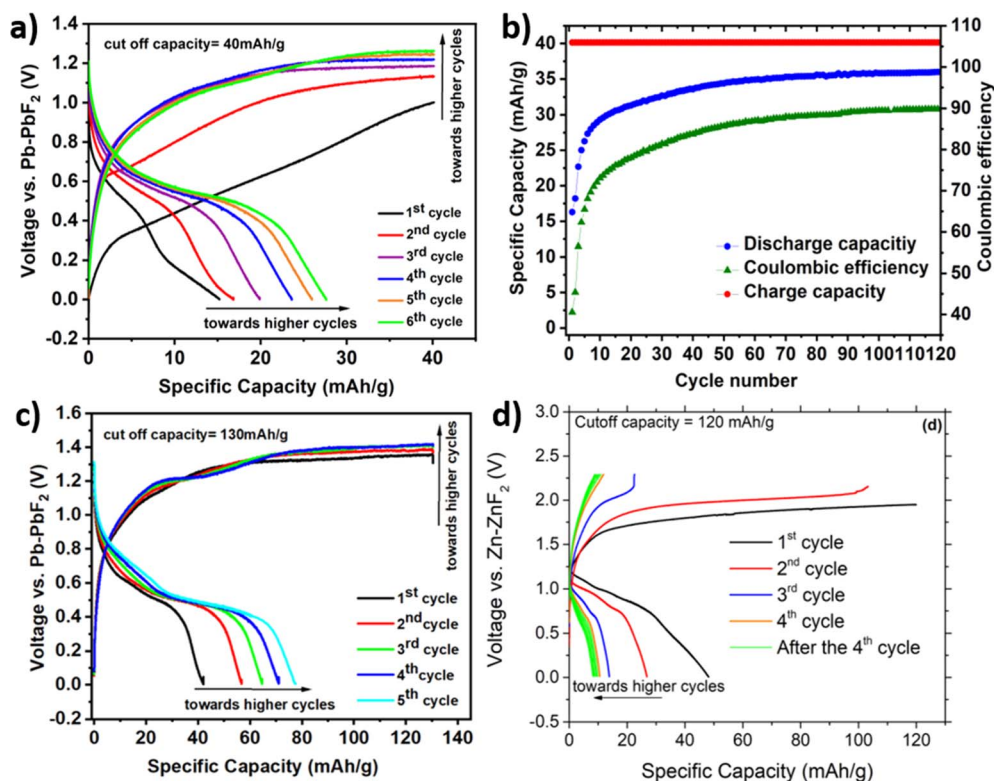 a)
cut off capacity= 40mAh/g
1.4
1.2
1.0
0.8
0.6
0.4
0.2
0.0
-0.2
Voltage vs. Pb-PbF2 (V)
towards higher cycles
1st cycle
2nd cycle
3rd cycle
4th cycle
5th cycle
6th cycle
towards higher cycles
0 10 20 30 40
Specific Capacity (mAh/g)
b)
45
40
35
30
25
20
15
10
5
0
Specific Capacity (mAh/g)
Discharge capacitiy
Coulombic efficiency
Charge capacity
110
100
90
80
70
60
50
40
Coulombic efficiency
0 10 20 30 40 50 60 70 80 90 100 110 120
Cycle number
c)
cut off capacity= 130mAh/g
1.6
1.4
1.2
1.0
0.8
0.6
0.4
0.2
0.0
-0.2
Voltage vs. Pb-PbF2 (V)
towards higher cycles
1st cycle
2nd cycle
3rd cycle
4th cycle
5th cycle
towards higher cycles
0 20 40 60 80 100 120 140
Specific Capacity (mAh/g)
d)
Cutoff capacity = 120 mAh/g
(d)
3.0
2.5
2.0
1.5
1.0
0.5
0.0
-0.5
Voltage vs. Zn-ZnF2 (V)
1st cycle
2nd cycle
3rd cycle
4th cycle
After the 4th cycle
towards higher cycles
0 20 40 60 80 100 120
Specific Capacity (mAh/g)